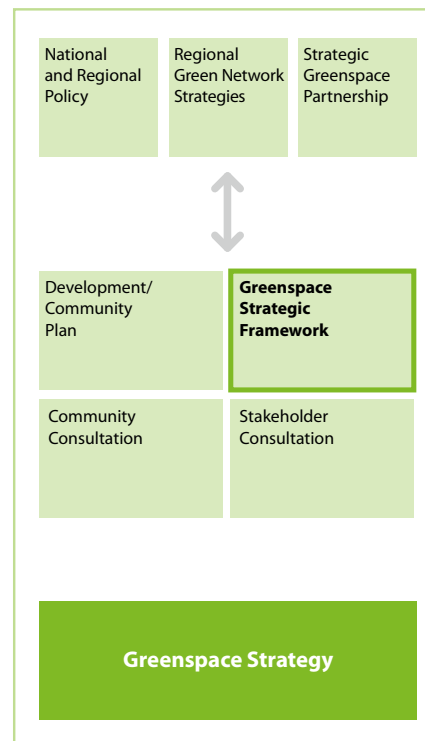 National
and Regional
Policy
Regional
Green Network
Strategies
Strategic
Greenspace
Partnership
Development/
Community
Plan
Greenspace
Strategic
Framework
Community
Consultation
Stakeholder
Consultation
Greenspace Strategy